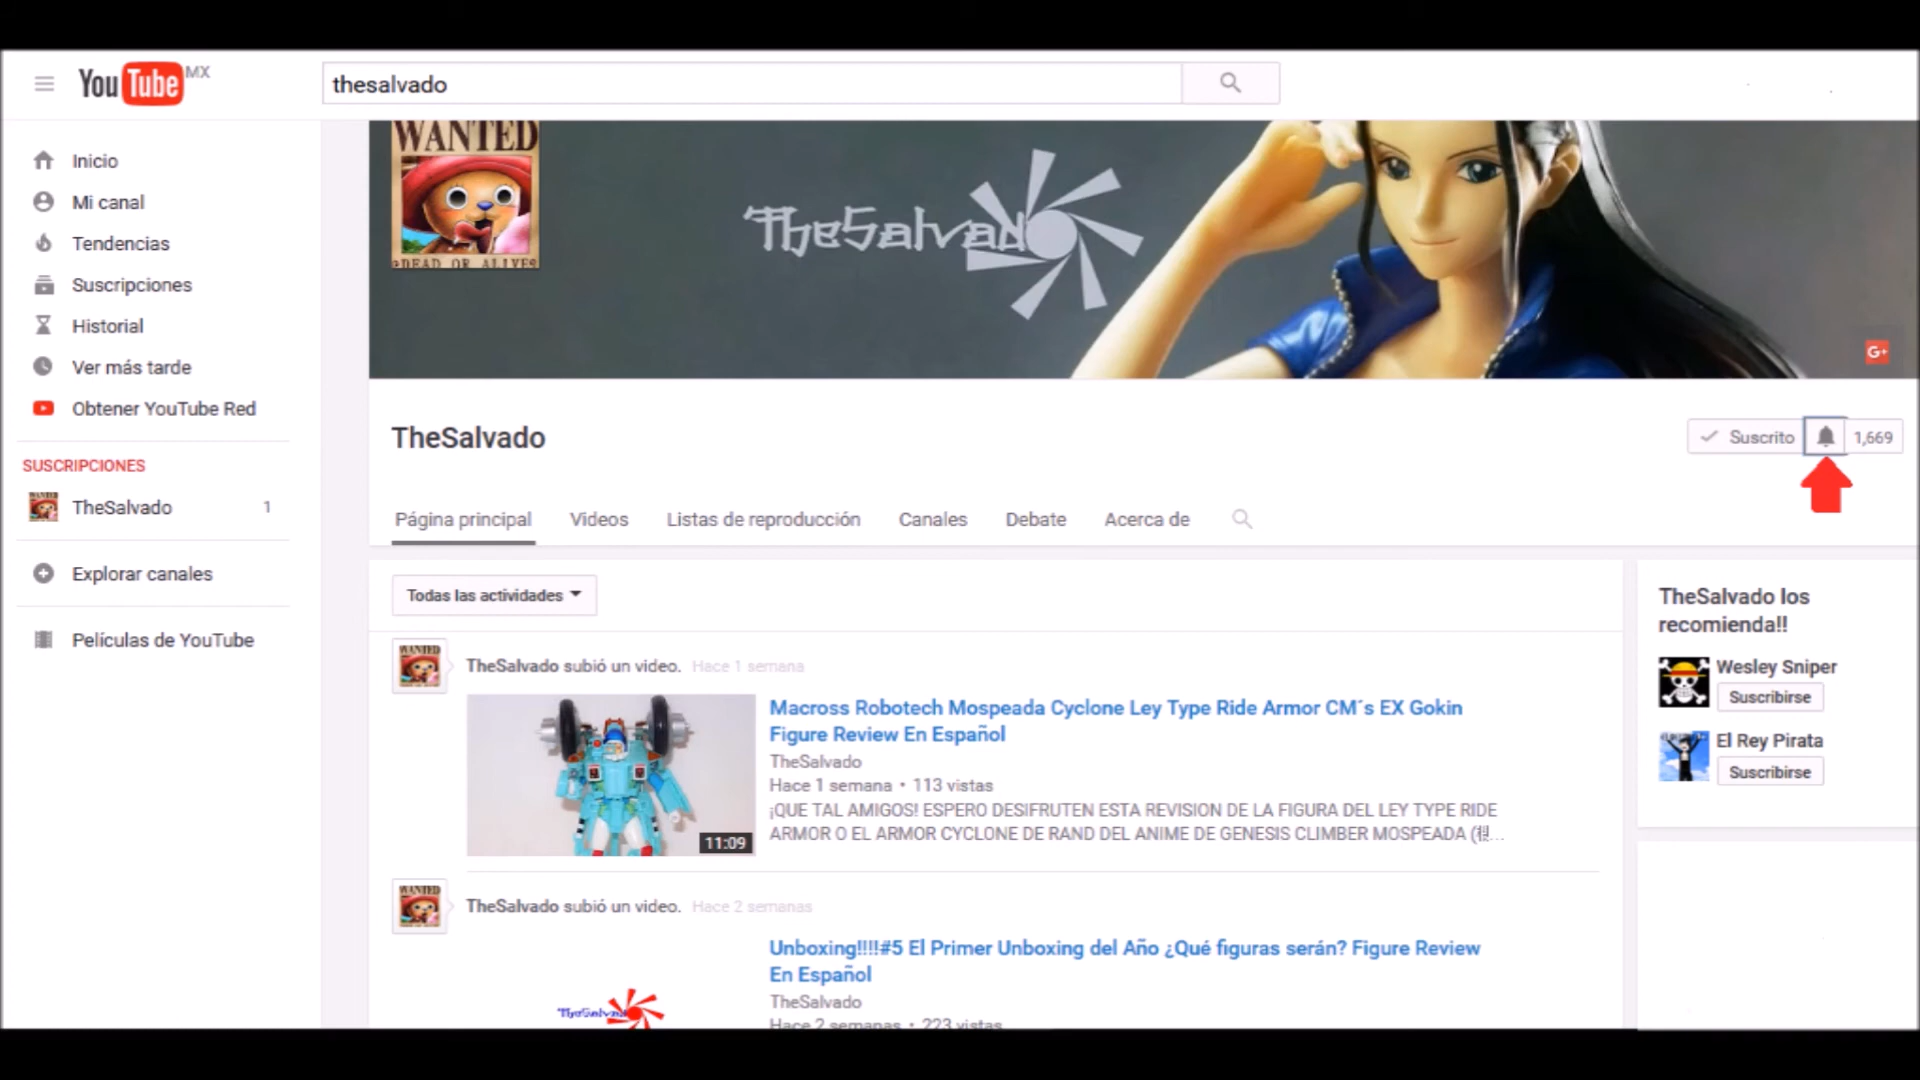 YouTube MX
thesalvado
Inicio
Mi canal
Tendencias
Suscripciones
Historial
Ver más tarde
Obtener YouTube Red
SUSCRIPCIONES
TheSalvado 1
Explorar canales
Películas de YouTube
WANTED
DEAD OR ALIVE
TheSalvado
G+
TheSalvado
Suscrito 1,669
Página principal Videos Listas de reproducción Canales Debate Acerca de
Todas las actividades
TheSalvado subió un video. Hace 1 semana
11:09
Macross Robotech Mospeada Cyclone Ley Type Ride Armor CM´s EX Gokin
Figure Review En Español
TheSalvado
Hace 1 semana • 113 vistas
¡QUE TAL AMIGOS! ESPERO DESIFRUTEN ESTA REVISION DE LA FIGURA DEL LEY TYPE RIDE
ARMOR O EL ARMOR CYCLONE DE RAND DEL ANIME DE GENESIS CLIMBER MOSPEADA (...
TheSalvado subió un video. Hace 2 semanas
TheSalvado
Unboxing!!!!#5 El Primer Unboxing del Año ¿Qué figuras serán? Figure Review
En Español
TheSalvado
Hace 2 semanas • 223 vistas
TheSalvado los
recomienda!!
Wesley Sniper
Suscribirse
El Rey Pirata
Suscribirse